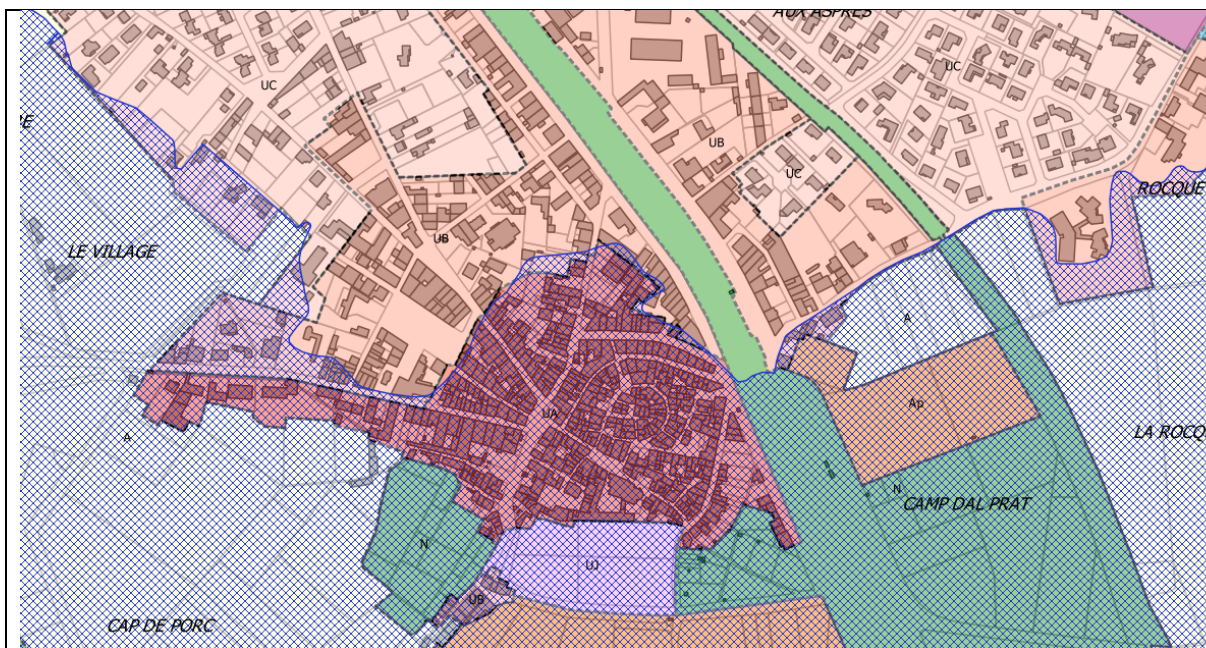 AUX ASPRES
UC
UC
UB
UC
ROCQUE
UB
LE VILLAGE
A
Ap
UA
A
LA ROCQ
N
CAMP DAL PRAT
N
UJ
UB
CAP DE PORC